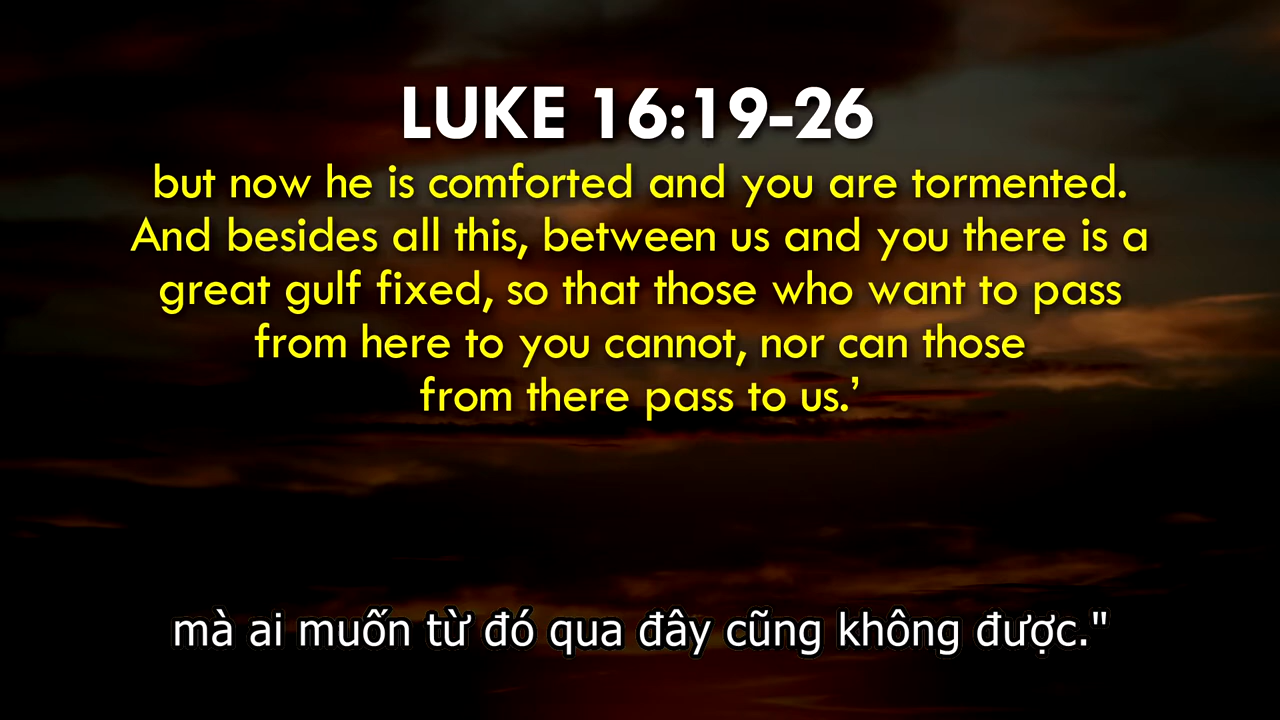 LUKE 16:19-26
but now he is comforted and you are tormented.
And besides all this, between us and you there is a
great gulf fixed, so that those who want to pass
from here to you cannot, nor can those
from there pass to us.’
mà ai muốn từ đó qua đây cũng không được."